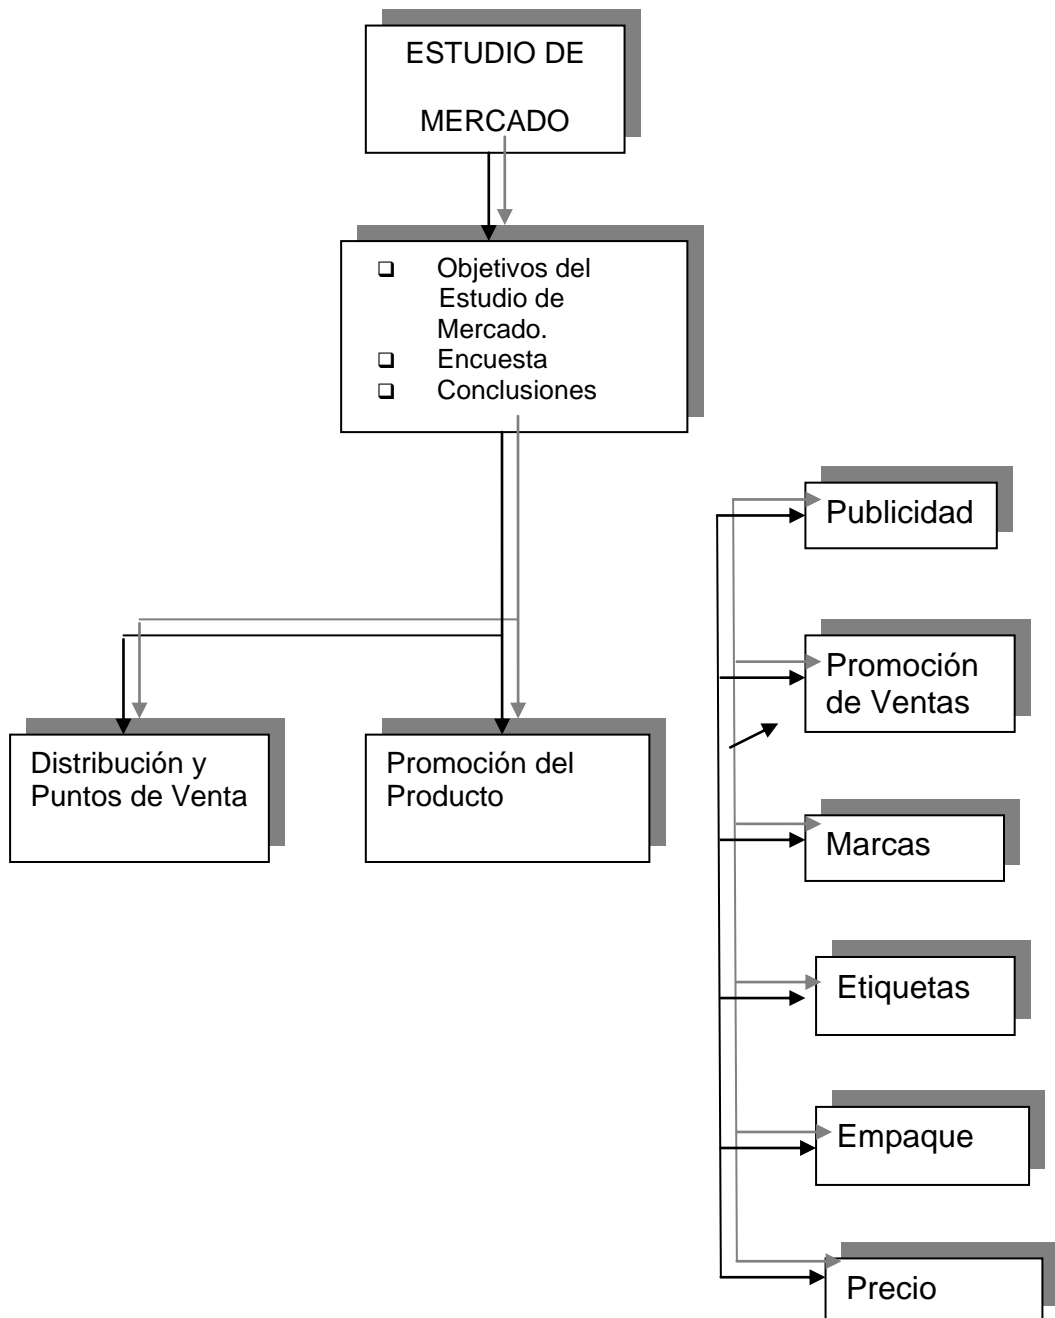 ESTUDIO DE
MERCADO
❑ Objetivos del
Estudio de
Mercado.
❑ Encuesta
❑ Conclusiones
Distribución y
Puntos de Venta
Promoción del
Producto
Publicidad
Promoción
de Ventas
Marcas
Etiquetas
Empaque
Precio